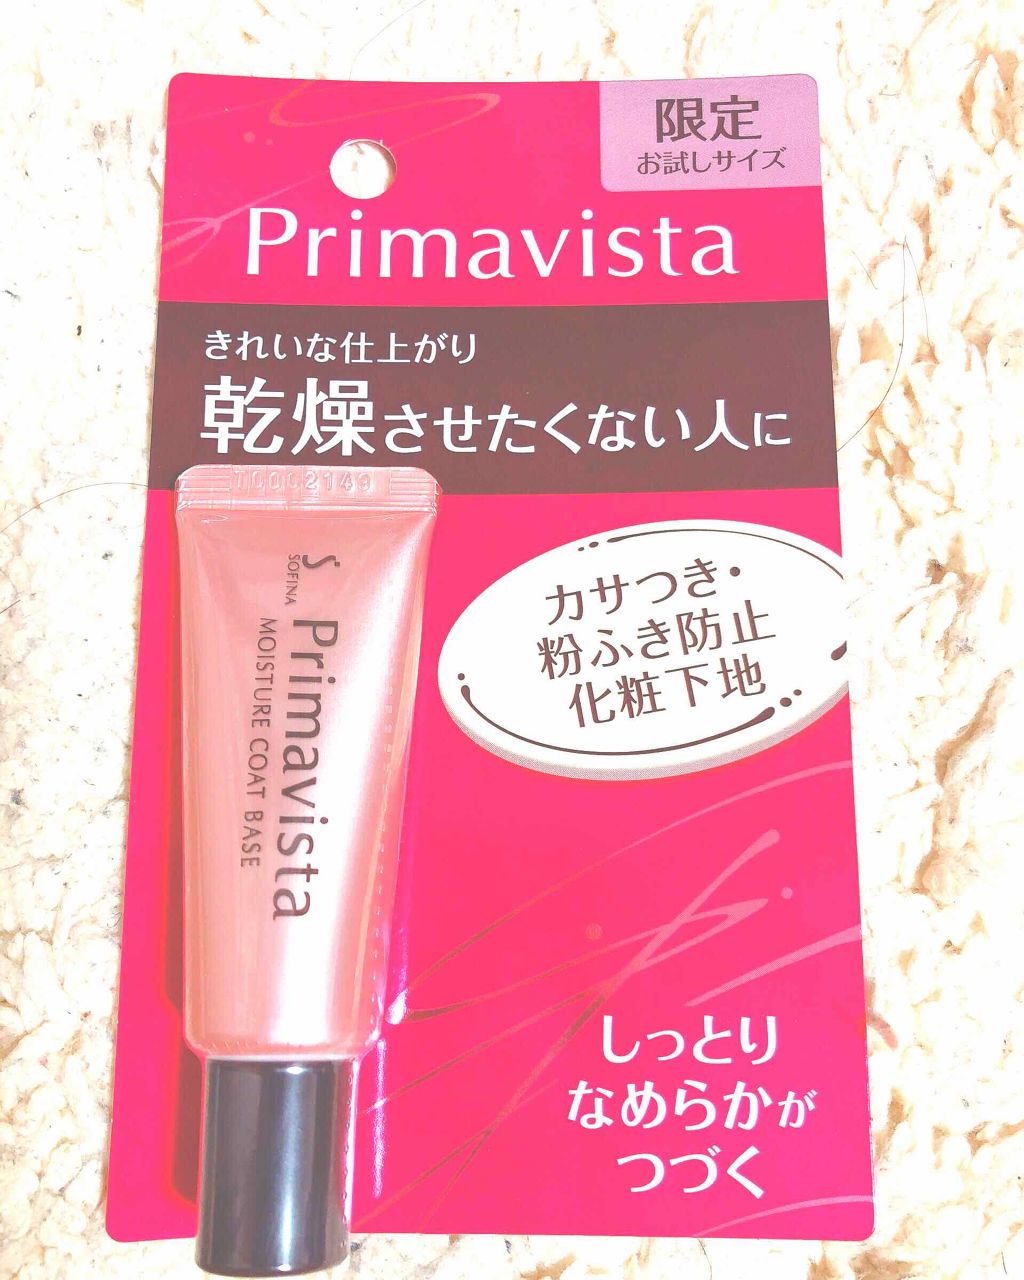 限定
お試しサイズ
Primavista
きれいな仕上がり
乾燥させたくない人に
カサつき・
粉ふき防止
化粧下地
S
SOFINA
Primavista
MOISTURE COAT BASE
しっとり
なめらかが
つづく